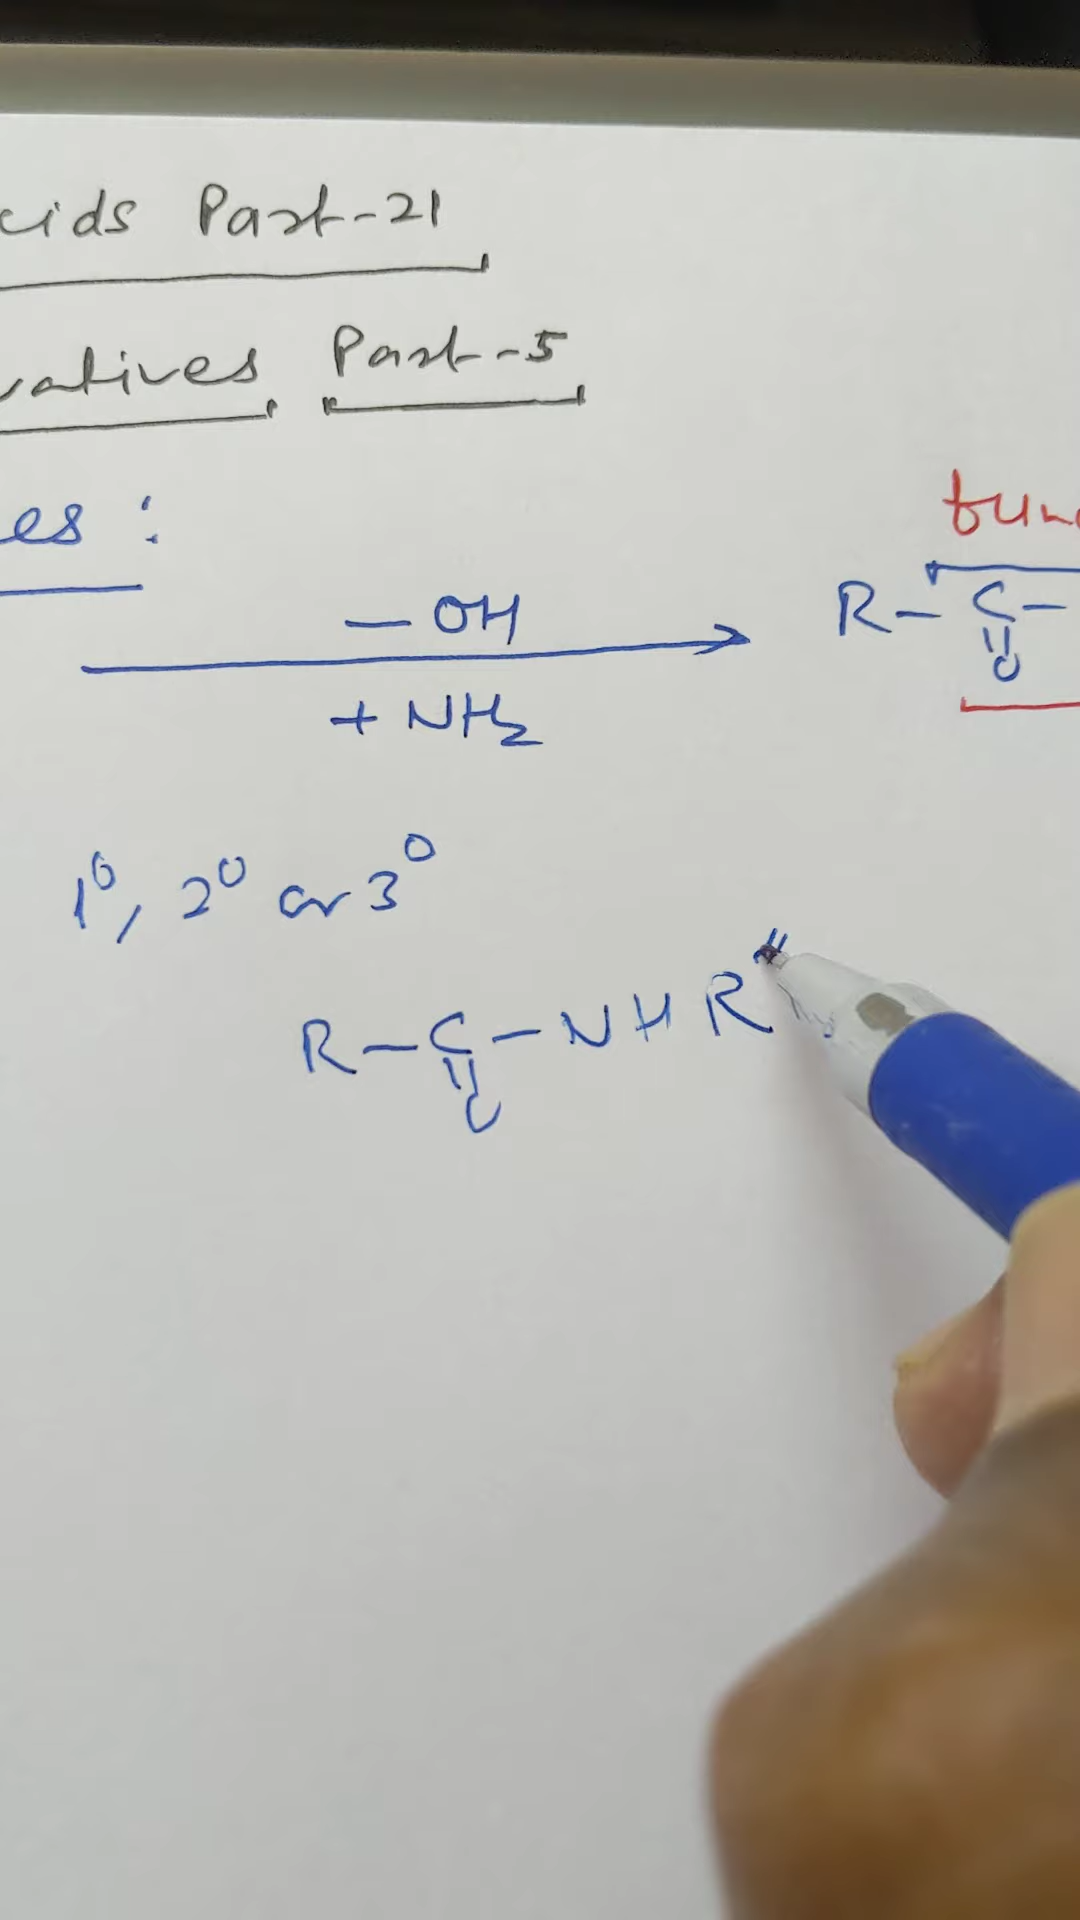 cids Part-21
vatives Part-5
es :
- OH
+ NH2
R-C-
O
1°, 2° or 3°
R-C-NHR"
O